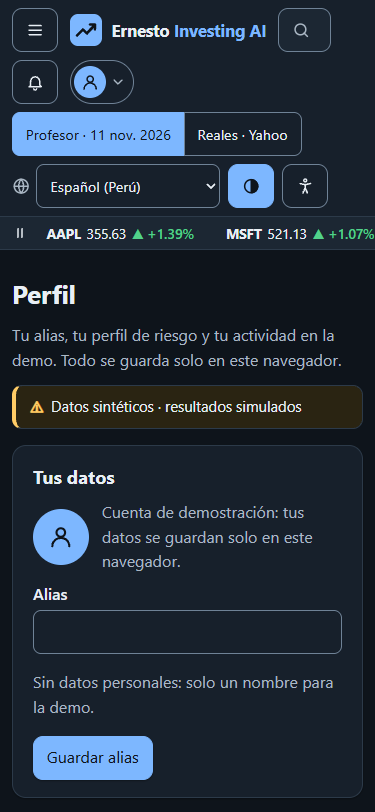 Ernesto Investing AI
Profesor · 11 nov. 2026
Reales · Yahoo
Español (Perú)
AAPL 355.63 ▲ +1.39% MSFT 521.13 ▲ +1.07%
Perfil
Tu alias, tu perfil de riesgo y tu actividad en la
demo. Todo se guarda solo en este navegador.
Datos sintéticos · resultados simulados
Tus datos
Cuenta de demostración: tus
datos se guardan solo en este
navegador.
Alias
Sin datos personales: solo un nombre para
la demo.
Guardar alias